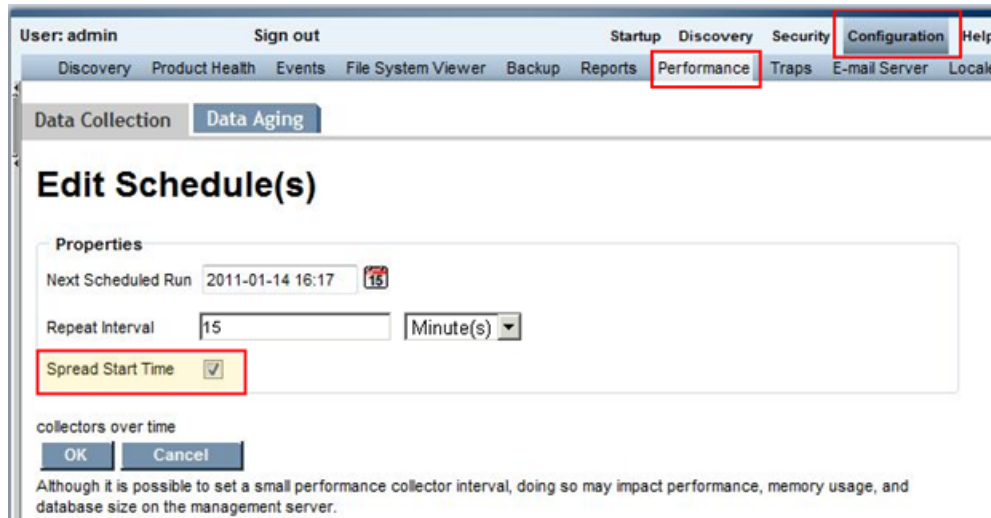 User: admin Sign out Startup Discovery Security Configuration Help
Discovery Product Health Events File System Viewer Backup Reports Performance Traps E-mail Server Locale
Data Collection Data Aging
Edit Schedule(s)
Properties
Next Scheduled Run 2011-01-14 16:17 15
Repeat Interval 15 Minute(s)
Spread Start Time
collectors over time
OK Cancel
Although it is possible to set a small performance collector interval, doing so may impact performance, memory usage, and
database size on the management server.